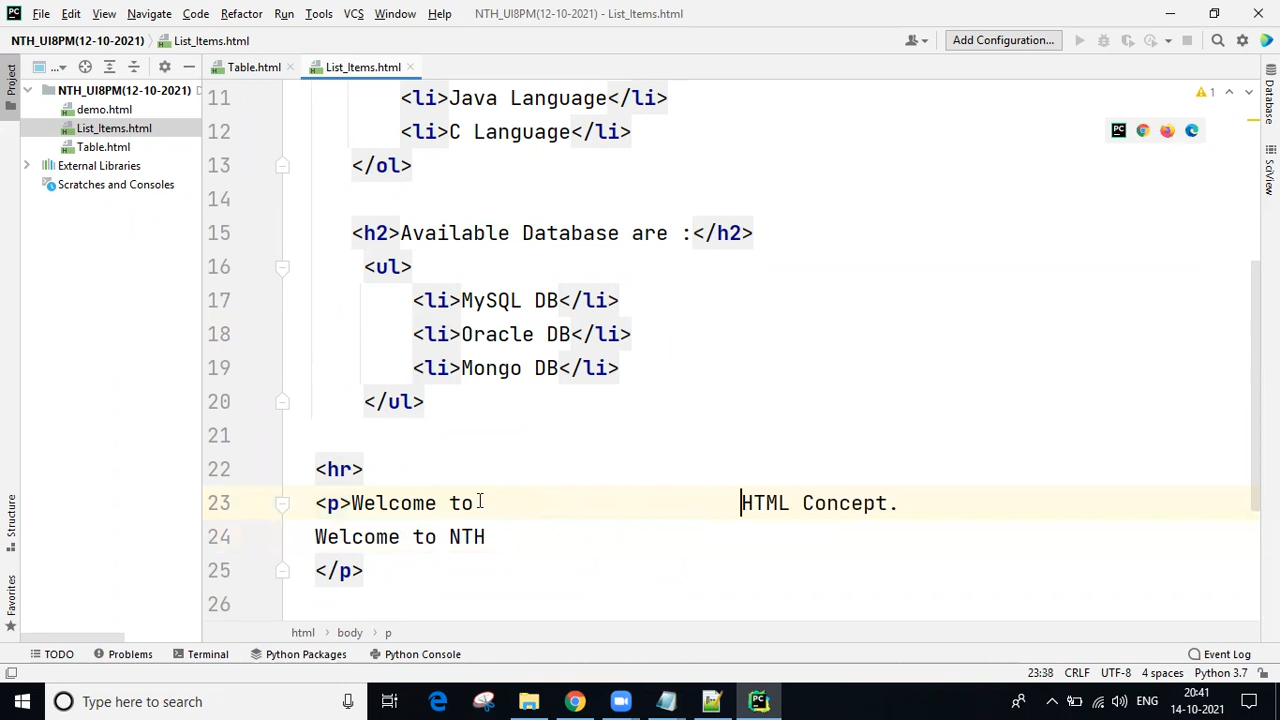 File Edit View Navigate Code Refactor Run Tools VCS Window Help NTH_UI8PM(12-10-2021) - List_Items.html
NTH_UI8PM(12-10-2021) List_Items.html Add Configuration...
Project ... Table.html List_Items.html
NTH_UI8PM(12-10-2021) D
demo.html
List_Items.html
Table.html
External Libraries
Scratches and Consoles
11 <li>Java Language</li>
12 <li>C Language</li>
13 </ol>
14
15 <h2>Available Database are :</h2>
16 <ul>
17 <li>MySQL DB</li>
18 <li>Oracle DB</li>
19 <li>Mongo DB</li>
20 </ul>
21
22 <hr>
23 <p>Welcome to HTML Concept.
24 Welcome to NTH
25 </p>
26
1
Database
SciView
Structure
Favorites
html body p
TODO Problems Terminal Python Packages Python Console Event Log
23:38 CRLF UTF-8 4 spaces Python 3.7
Type here to search
ENG
20:41
14-10-2021